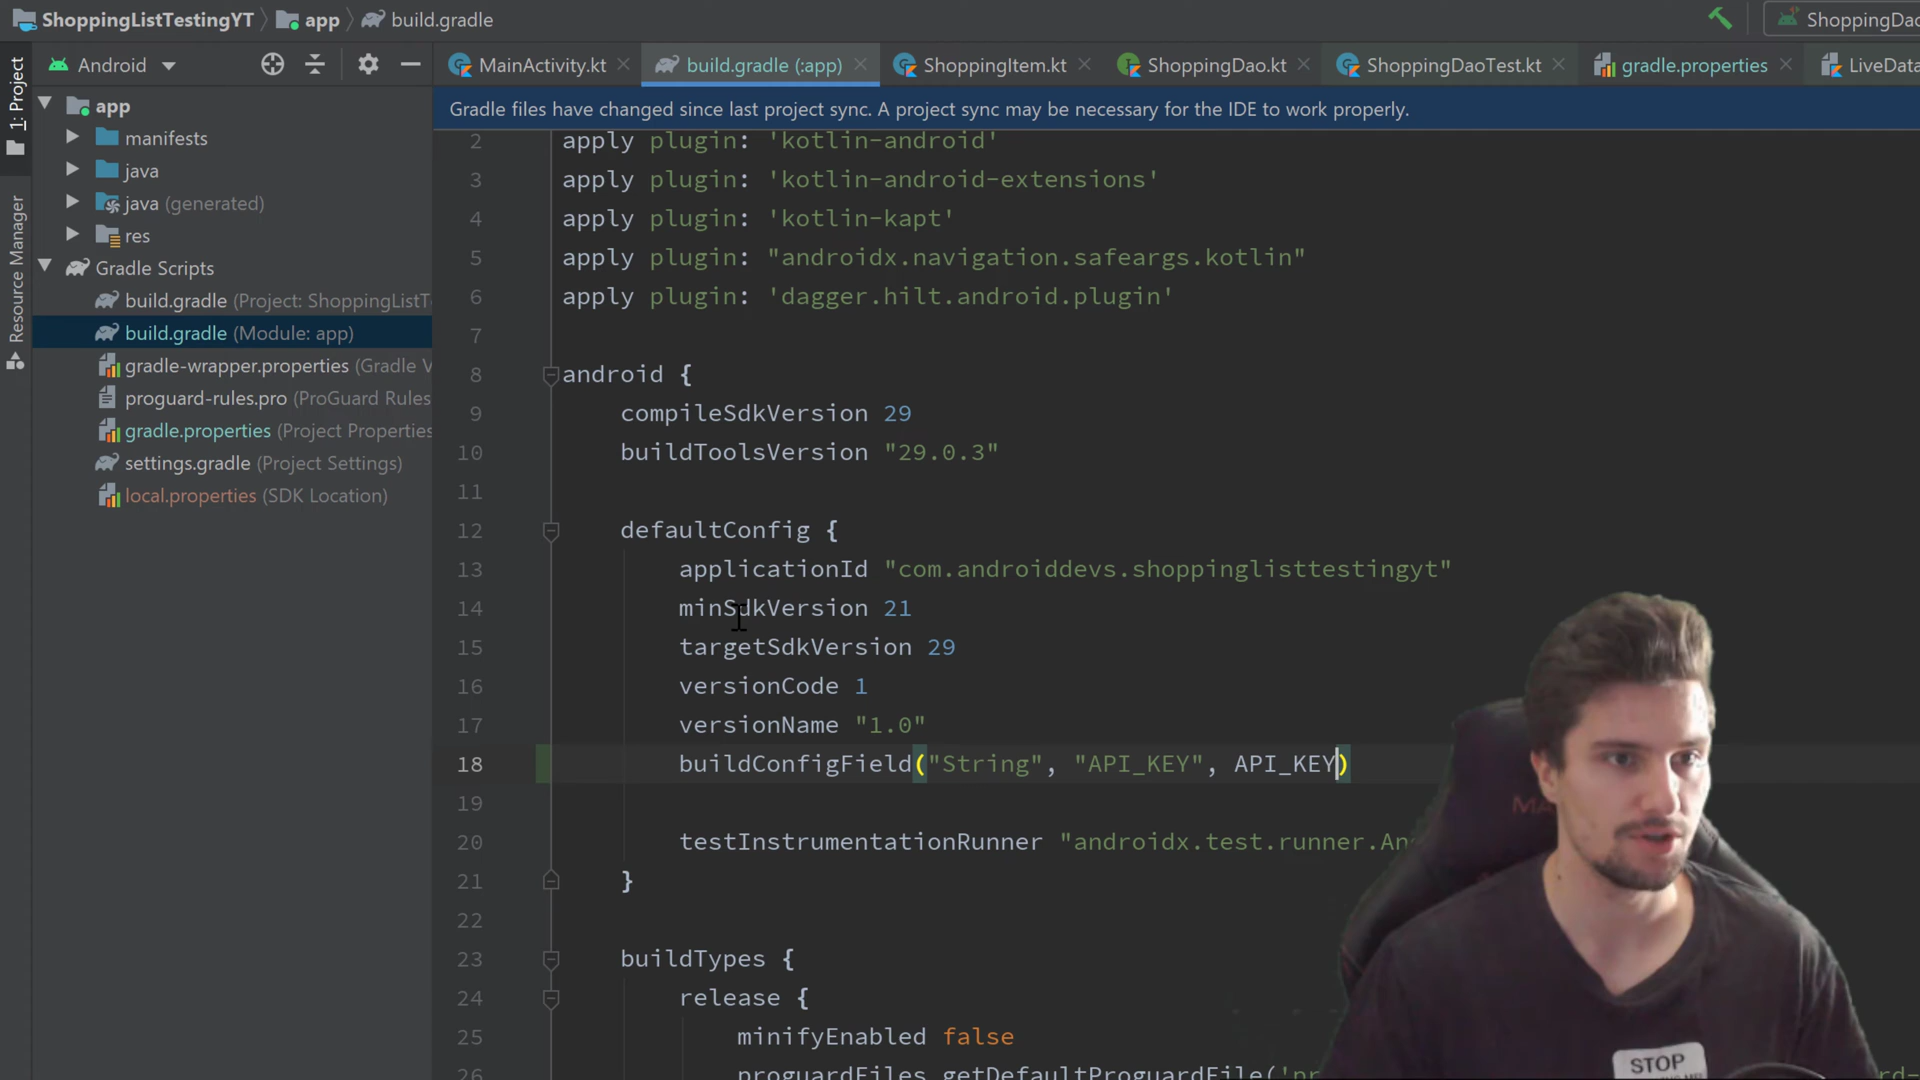 ShoppingListTestingYT app build.gradle ShoppingDao
Android MainActivity.kt build.gradle (:app) ShoppingItem.kt ShoppingDao.kt ShoppingDaoTest.kt gradle.properties LiveData
1: Project
Resource Manager
app
manifests
java
java (generated)
res
Gradle Scripts
build.gradle (Project: ShoppingListT
build.gradle (Module: app)
gradle-wrapper.properties (Gradle V
proguard-rules.pro (ProGuard Rules
gradle.properties (Project Properties
settings.gradle (Project Settings)
local.properties (SDK Location)
Gradle files have changed since last project sync. A project sync may be necessary for the IDE to work properly.
2 apply plugin: 'kotlin-android'
3 apply plugin: 'kotlin-android-extensions'
4 apply plugin: 'kotlin-kapt'
5 apply plugin: "androidx.navigation.safeargs.kotlin"
6 apply plugin: 'dagger.hilt.android.plugin'
7
8 android {
9 compileSdkVersion 29
10 buildToolsVersion "29.0.3"
11
12 defaultConfig {
13 applicationId "com.androiddevs.shoppinglisttestingyt"
14 minSdkVersion 21
15 targetSdkVersion 29
16 versionCode 1
17 versionName "1.0"
18 buildConfigField("String", "API_KEY", API_KEY)
19
20 testInstrumentationRunner "androidx.test.runner.An
21 }
22
23 buildTypes {
24 release {
25 minifyEnabled false
26 proguardFiles getDefaultProguardFile('pr
STOP